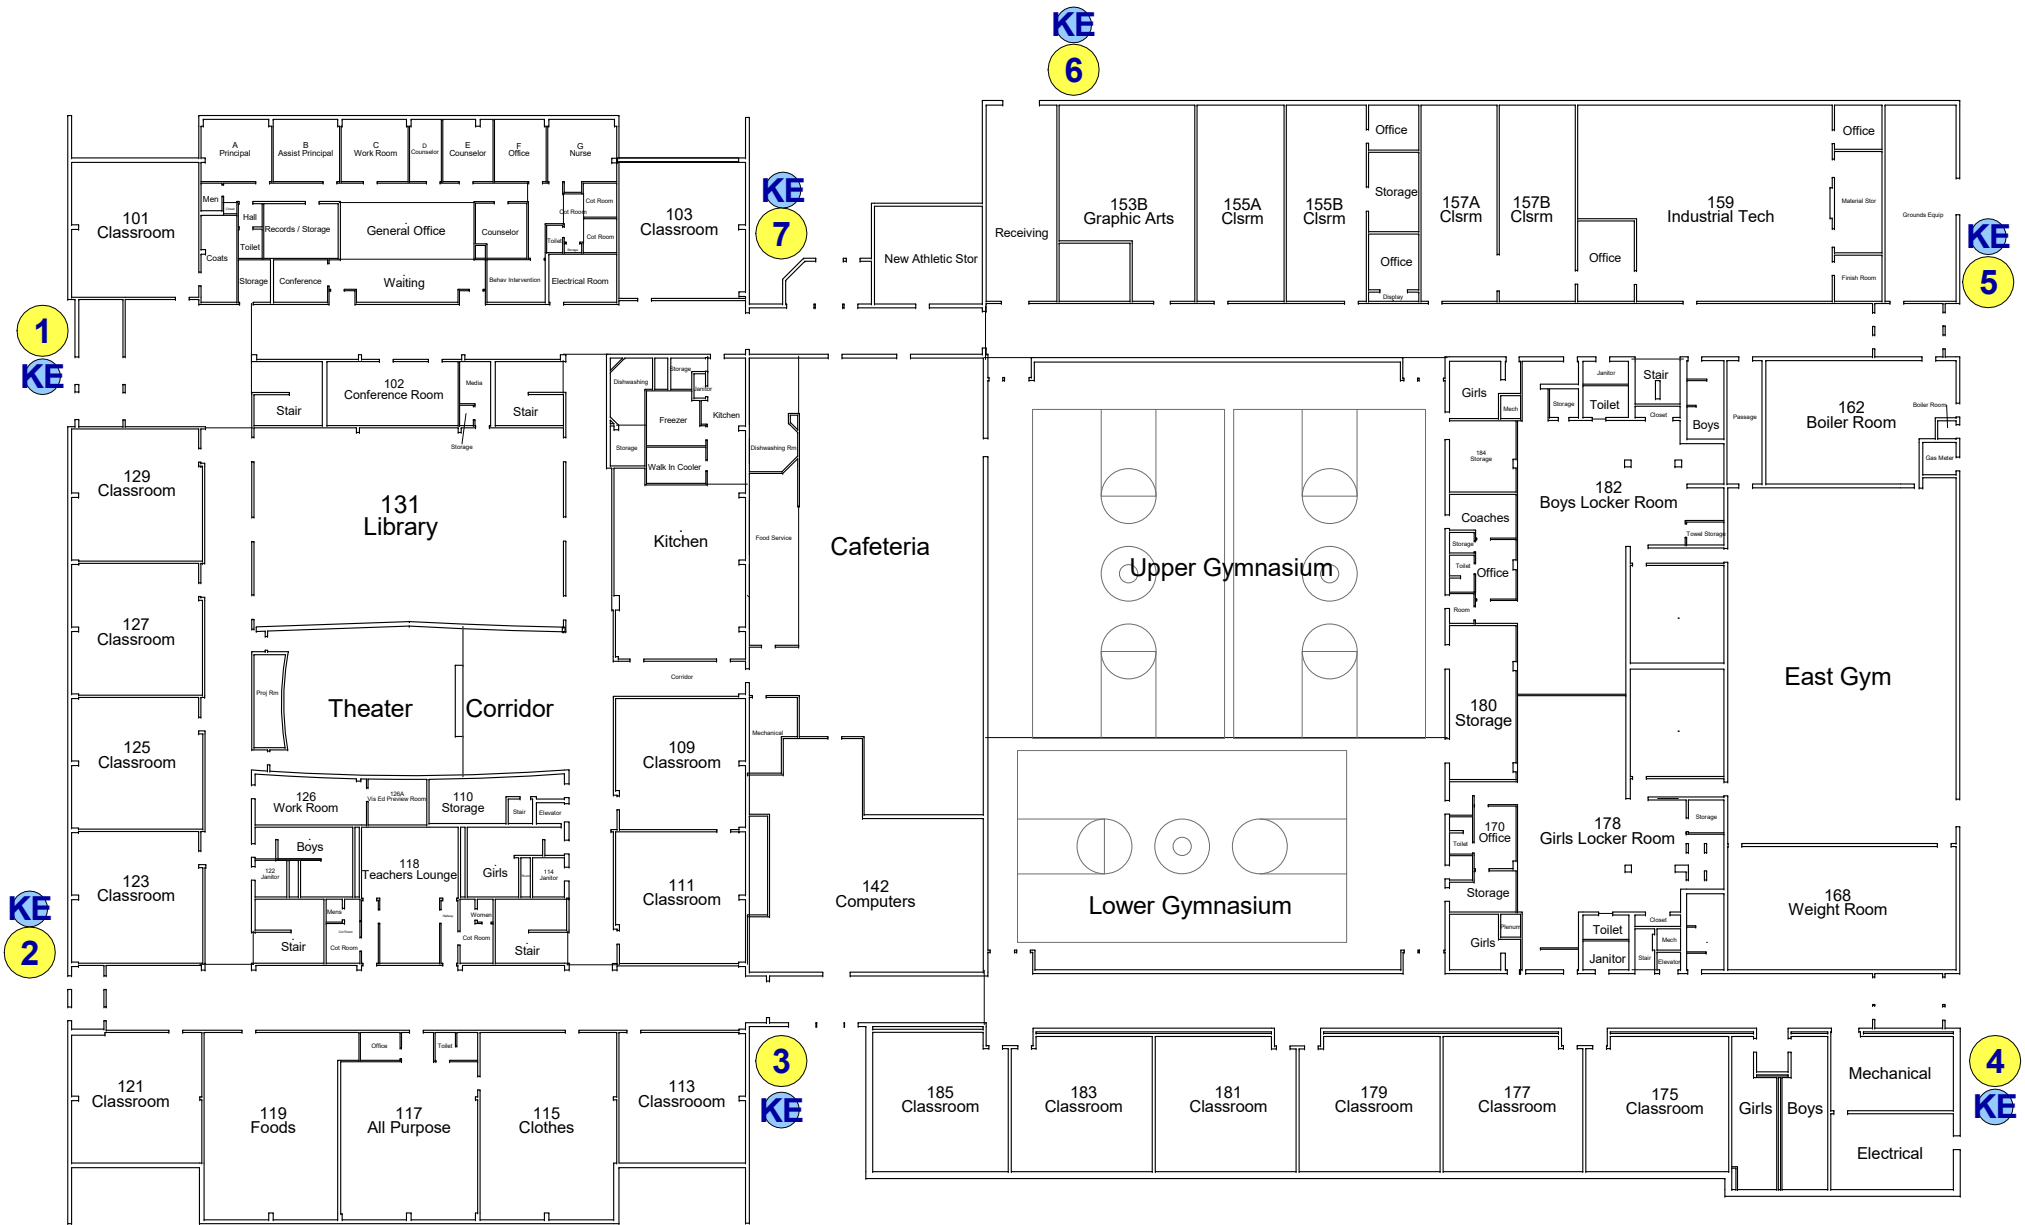 KE
6
A
Principal
B
Assist Principal
C
Work Room
D
Counselor
E
Counselor
F
Office
G
Nurse
Men
Hall
Records / Storage
General Office
Counselor
Cot Room
Cot Room
Cot Room
Toilet
Toilet
Storage
Coats
Storage
Conference
Waiting
Behav Intervention
Electrical Room
101
Classroom
103
Classroom
KE
7
New Athletic Stor
Receiving
153B
Graphic Arts
155A
Clsrm
155B
Clsrm
Office
Storage
Office
Display
157A
Clsrm
157B
Clsrm
159
Industrial Tech
Office
Office
Material Stor
Finish Room
Grounds Equip
KE
5
1
KE
Stair
102
Conference Room
Media
Storage
Stair
Dishwashing
Storage
Janitor
Freezer
Kitchen
Storage
Walk In Cooler
Dishwashing Rm
Girls
Mech
Storage
Janitor
Toilet
Stair
Closet
Boys
Passage
162
Boiler Room
Boiler Room
Gas Meter
129
Classroom
131
Library
Kitchen
Food Service
Cafeteria
Upper Gymnasium
184
Storage
Coaches
Storage
Toilet
Office
Room
182
Boys Locker Room
Towel Storage
127
Classroom
Proj Rm
Theater
Corridor
Corridor
125
Classroom
109
Classroom
Mechanical
180
Storage
East Gym
126
Work Room
126A
Vis Ed Preview Room
110
Storage
Stair
Elevator
Boys
118
Teachers Lounge
Girls
122
Janitor
114
Janitor
123
Classroom
111
Classroom
142
Computers
Lower Gymnasium
170
Office
Toilet
Storage
178
Girls Locker Room
Storage
168
Weight Room
KE
2
Stair
Mens
Cot Room
Women
Cot Room
Stair
Girls
Plenum
Toilet
Janitor
Closet
Stair
Mech
Elevator
121
Classroom
119
Foods
Office
Toilet
117
All Purpose
115
Clothes
113
Classrooom
3
KE
185
Classroom
183
Classroom
181
Classroom
179
Classroom
177
Classroom
175
Classroom
Girls
Boys
Mechanical
Electrical
4
KE